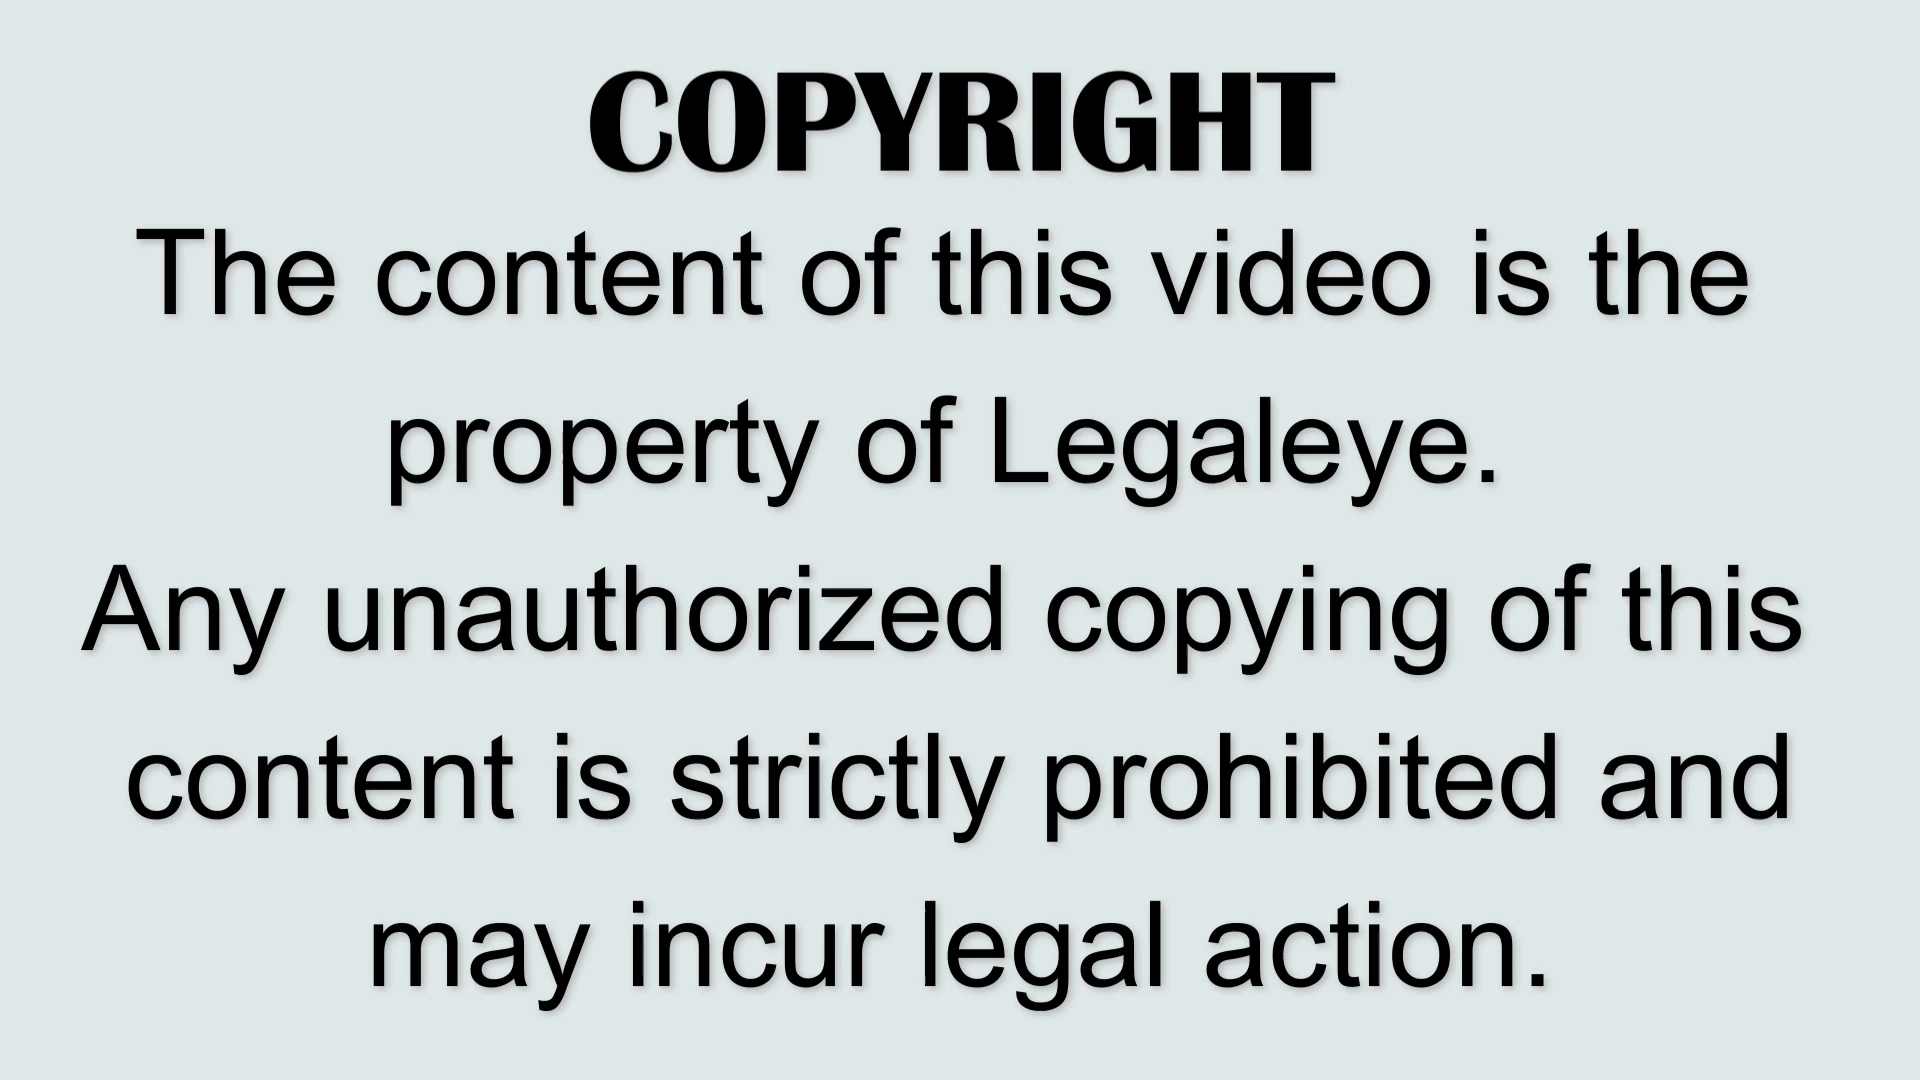 COPYRIGHT
The content of this video is the
property of Legaleye.
Any unauthorized copying of this
content is strictly prohibited and
may incur legal action.